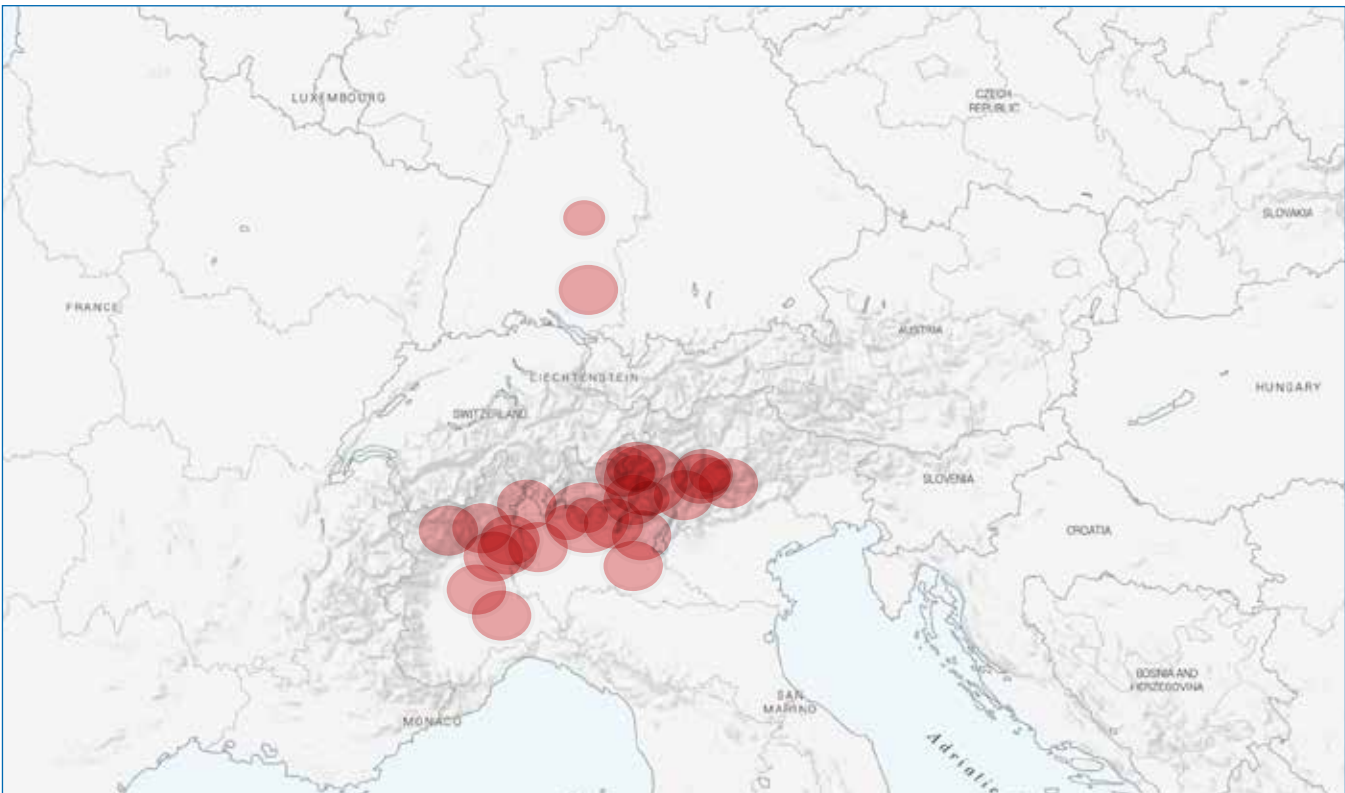 LUXEMBOURG
CZECH
REPUBLIC
SLOVAKIA
FRANCE
AUSTRIA
LIECHTENSTEIN
HUNGARY
SWITZERLAND
SLOVENIA
CROATIA
BOSNIA AND
HERZEGOVINA
SAN
MARINO
MONACO
Adriatic